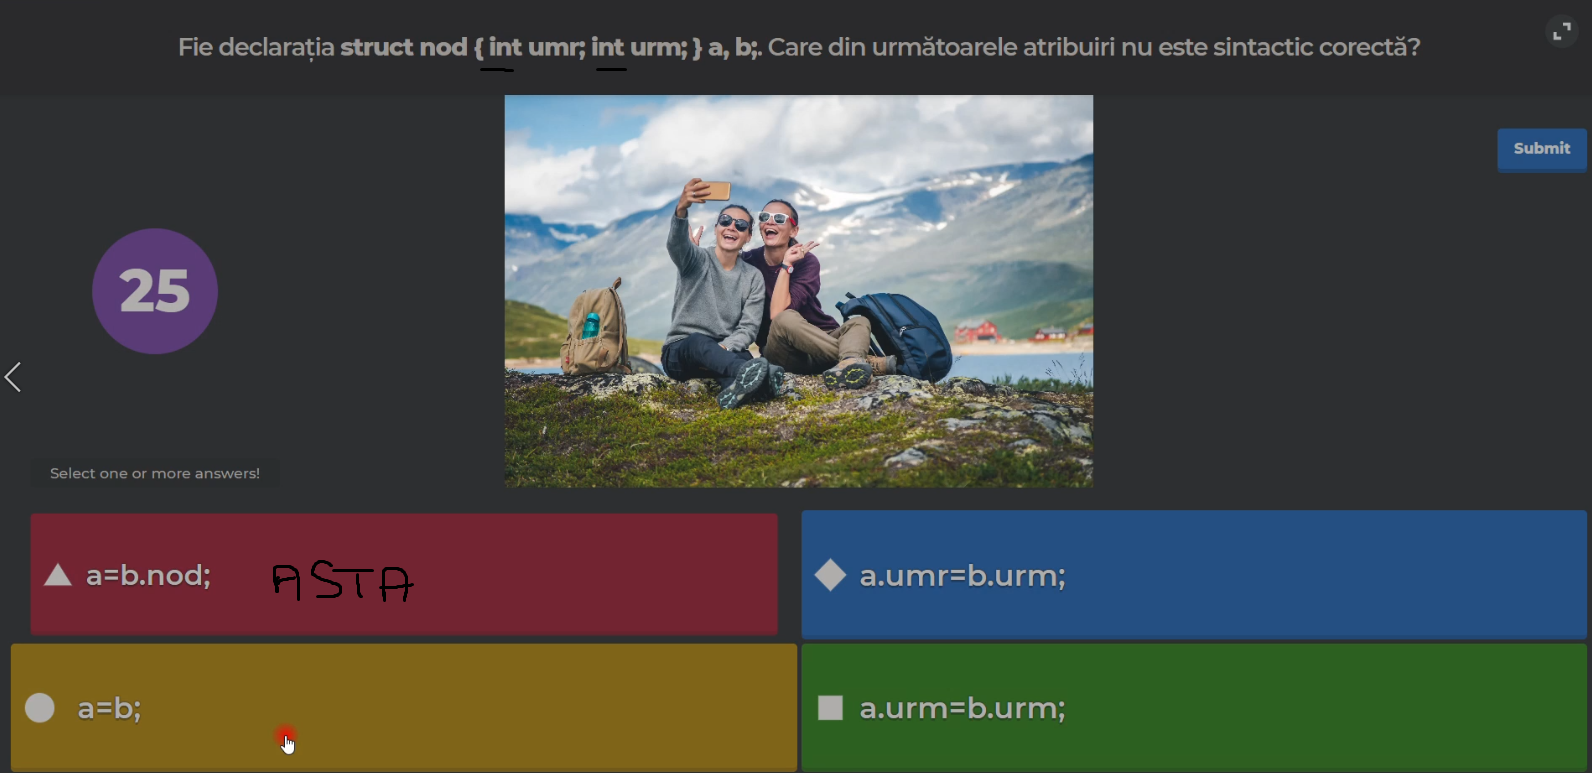 Fie declarația struct nod { int umr; int urm; } a, b;. Care din următoarele atribuiri nu este sintactic corectă?
Submit
25
Select one or more answers!
a=b.nod; ASTA
a.umr=b.urm;
a=b;
a.urm=b.urm;